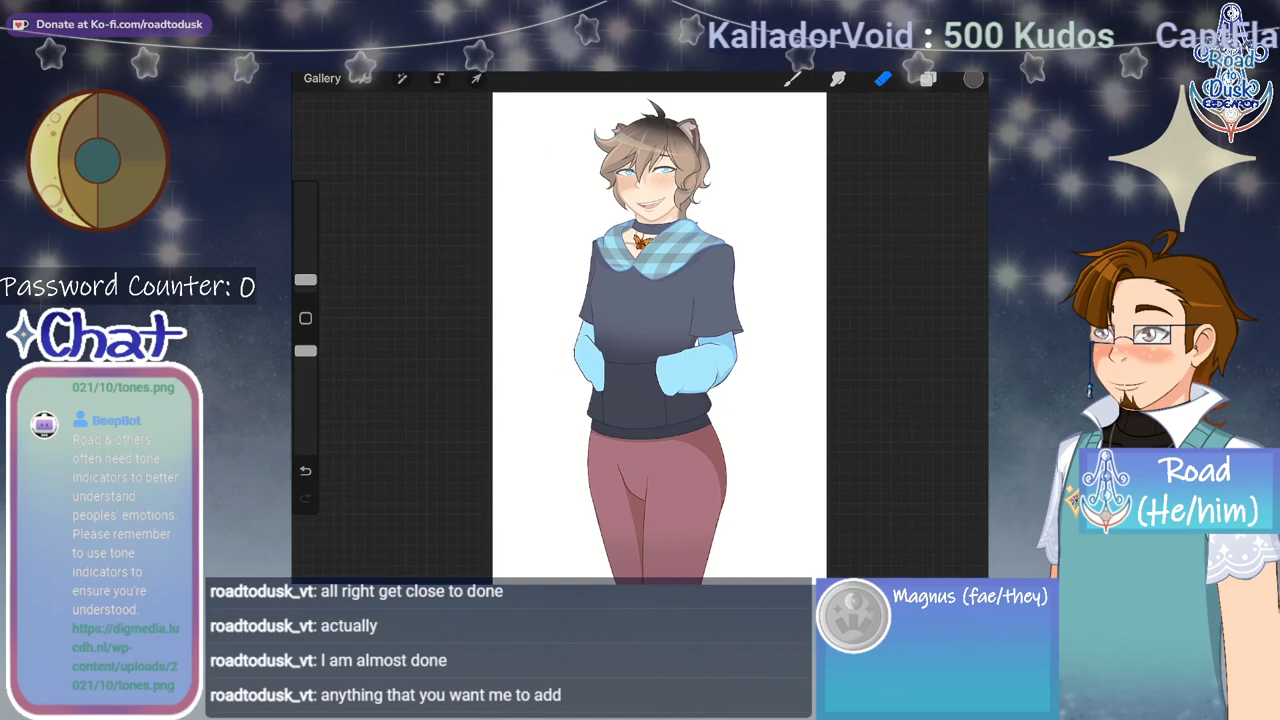 Donate at Ko-fi.com/roadtodusk
KalladorVoid : 500 Kudos
Road
to
Dusk
Gallery
Password Counter: 0
Chat
021/10/tones.png
BeepBot
Road & others
often need tone
indicators to better
understand
peoples' emotions.
Please remember
to use tone
indicators to
ensure you're
understood.
https://digmedia.lu
cdh.nl/wp-
content/uploads/2
021/10/tones.png
roadtodusk_vt: all right get close to done
roadtodusk_vt: actually
roadtodusk_vt: I am almost done
roadtodusk_vt: anything that you want me to add
Magnus (fae/they)
Road
(He/him)